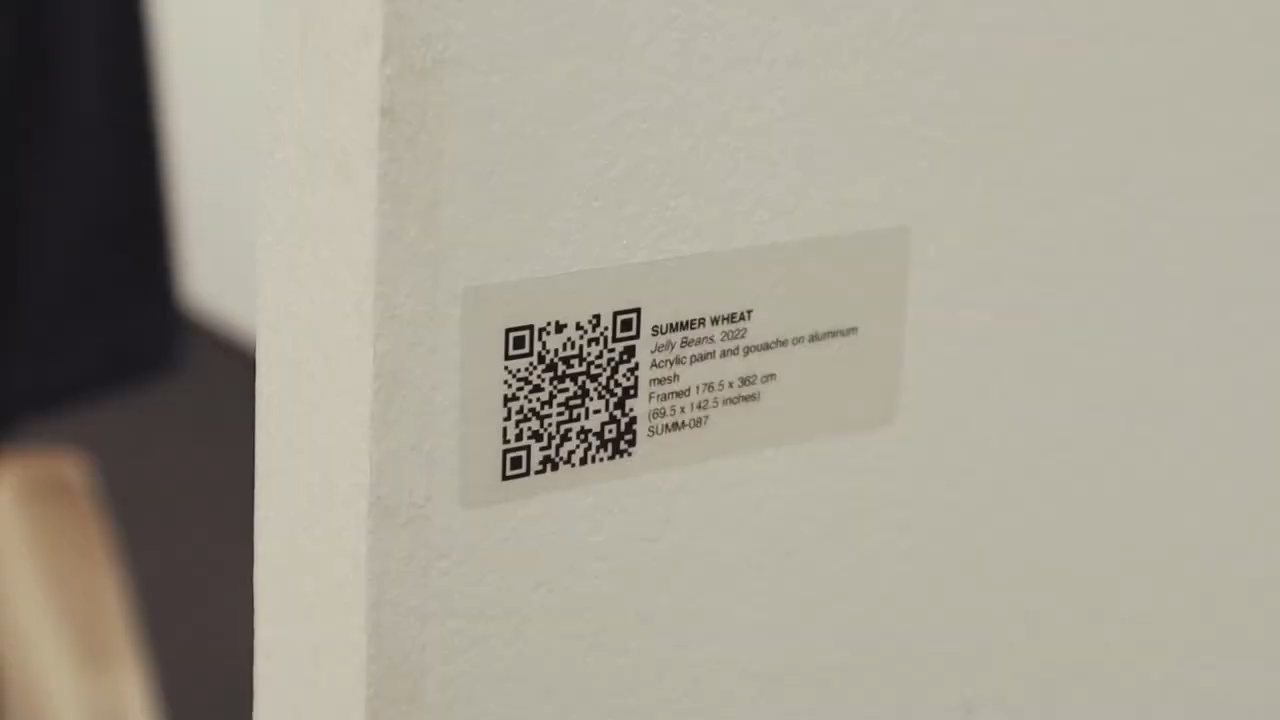 SUMMER WHEAT
Jelly Beans, 2022
Acrylic paint and gouache on aluminum
mesh
Framed 176.5 x 362 cm
(69.5 x 142.5 inches)
SUMM-087